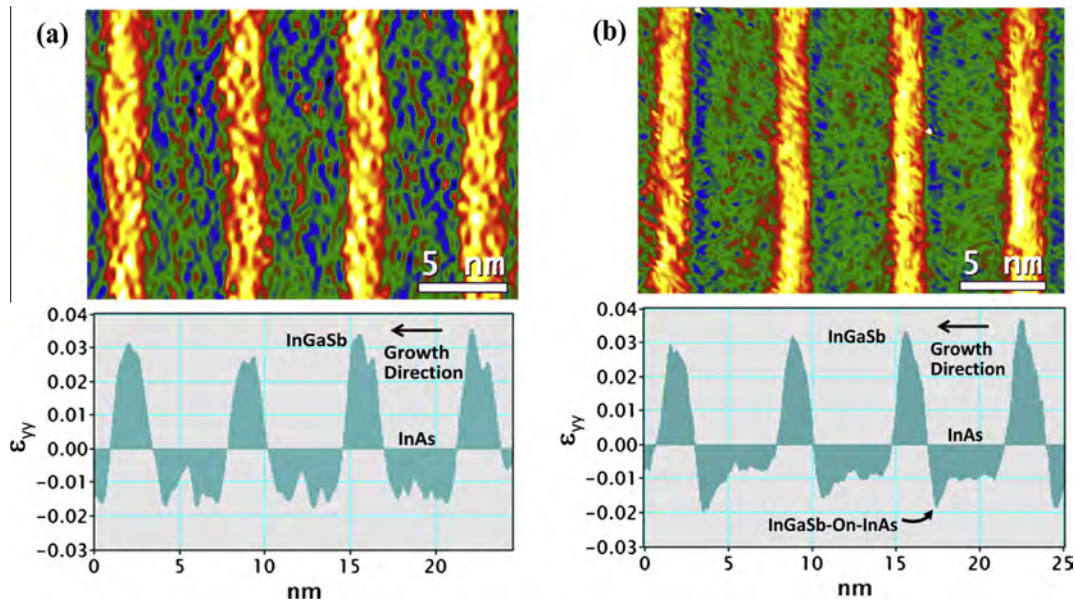 (a)
5 nm
0.04
0.03
0.02
0.01
0.00
-0.01
-0.02
-0.03
εyy
InGaSb
Growth
Direction
InAs
0 5 10 15 20
nm
(b)
5 nm
0.04
0.03
0.02
0.01
0.00
-0.01
-0.02
-0.03
εyy
InGaSb
Growth
Direction
InAs
InGaSb-On-InAs
0 5 10 15 20 25
nm